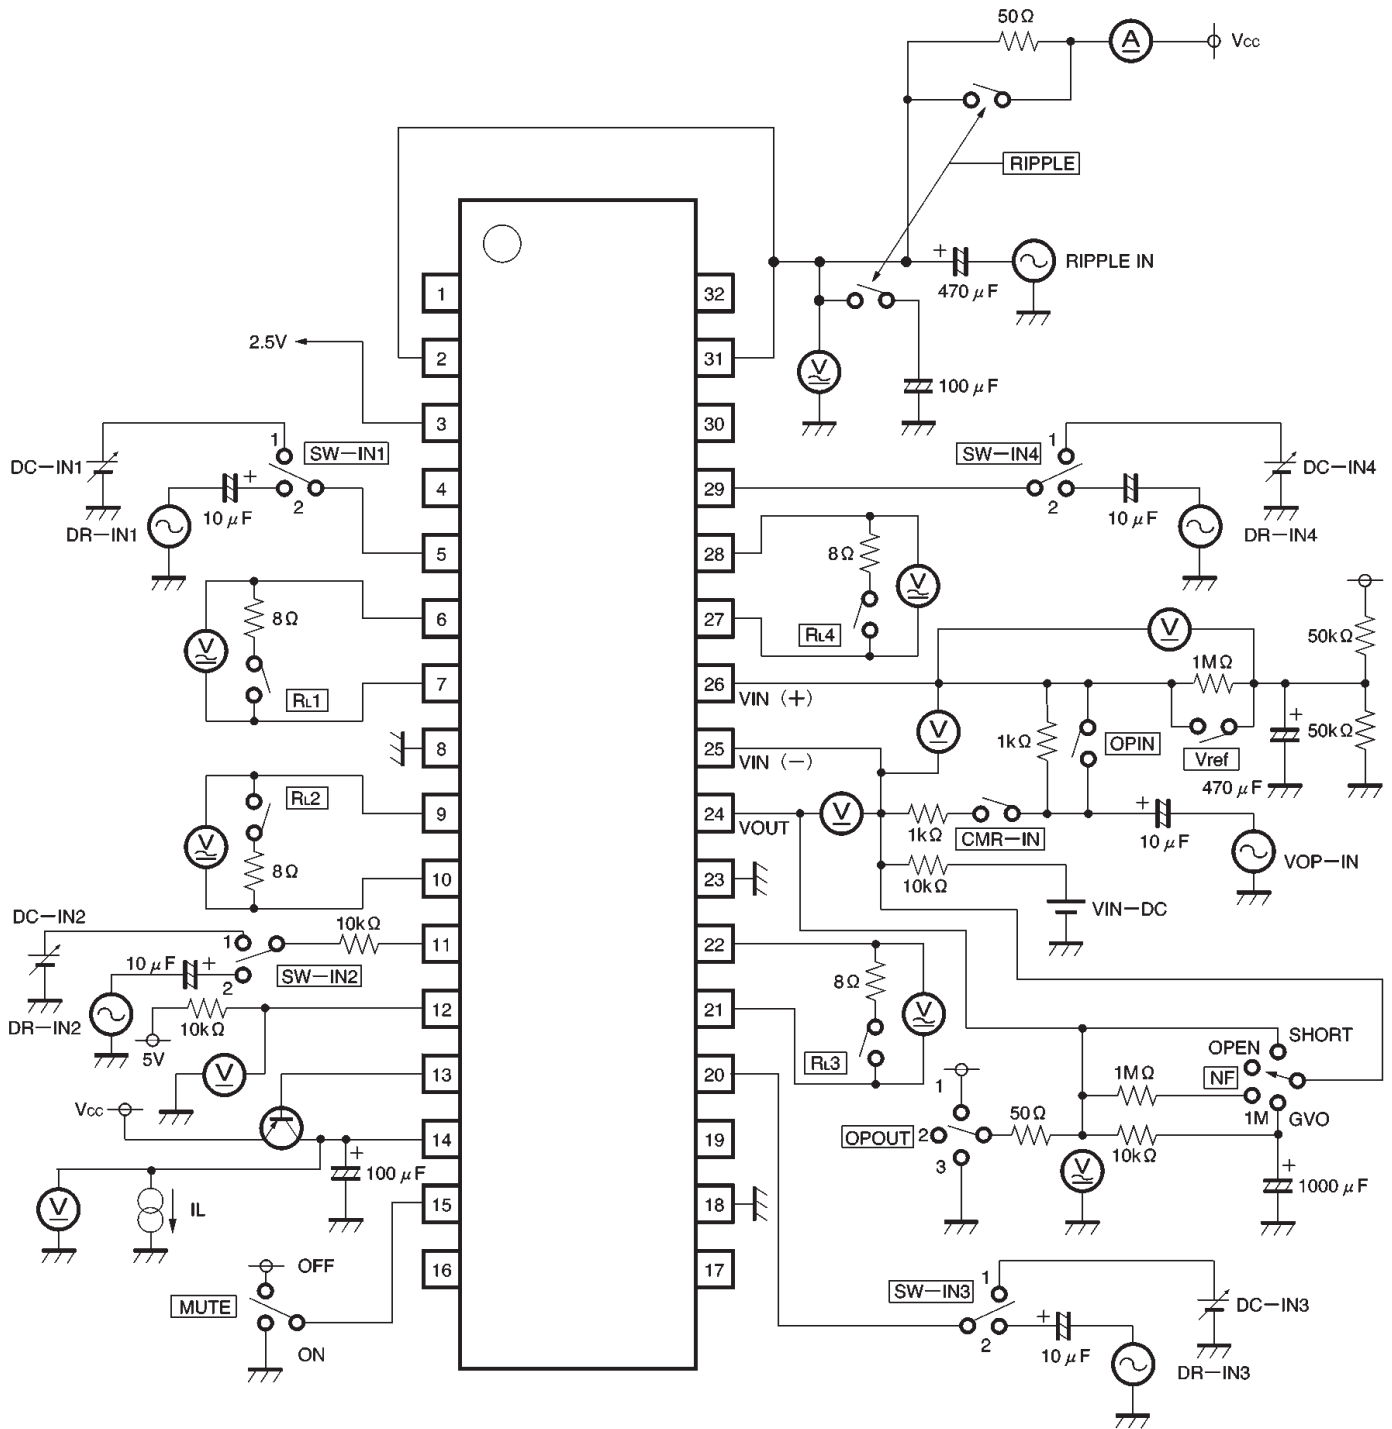 50Ω
A
Vcc
RIPPLE
+
RIPPLE IN
470μF
1
32
2.5V
2
31
V
100μF
3
30
1
SW-IN1
SW-IN4
1
DC-IN1
+
DC-IN4
4
29
10μF
2
2
10μF
DR-IN1
DR-IN4
5
28
8Ω
V
8Ω
6
27
RL4
V
50kΩ
V
1MΩ
7
26
RL1
VIN (+)
V
1kΩ
OPIN
+
50kΩ
8
25
Vref
VIN (-)
470μF
RL2
9
24
V
+
V
VOUT
1kΩ
CMR-IN
10μF
VOP-IN
8Ω
10
23
10kΩ
VIN-DC
DC-IN2
10kΩ
1
11
22
10μF
+
2
SW-IN2
8Ω
12
21
V
DR-IN2
10kΩ
5V
SHORT
OPEN
RL3
V
13
20
1MΩ
NF
1
Vcc
50Ω
1M
GVO
14
19
OPOUT
2
10kΩ
+
3
100μF
V
+
1000μF
V
IL
15
18
16
17
OFF
1
MUTE
SW-IN3
DC-IN3
+
2
10μF
ON
DR-IN3